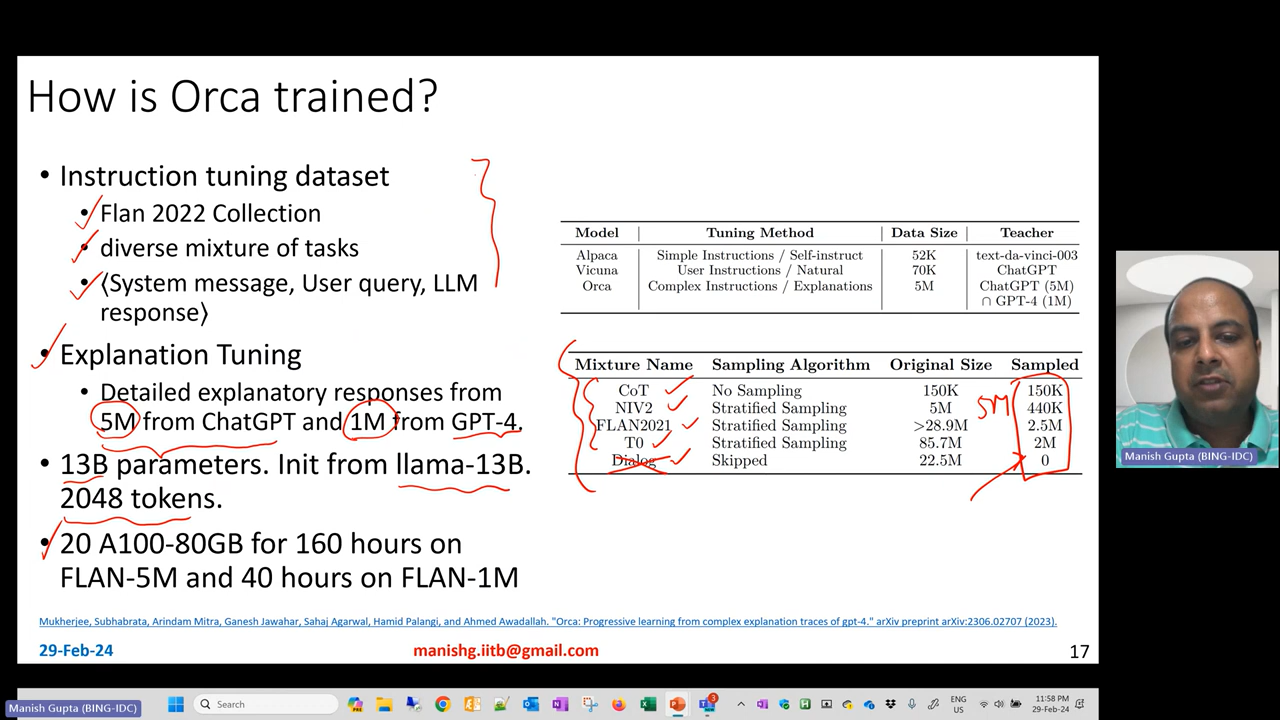 How is Orca trained?
• Instruction tuning dataset
• Flan 2022 Collection
• diverse mixture of tasks
• ⟨System message, User query, LLM
response⟩
• Explanation Tuning
• Detailed explanatory responses from
5M from ChatGPT and 1M from GPT-4.
• 13B parameters. Init from llama-13B.
2048 tokens.
• 20 A100-80GB for 160 hours on
FLAN-5M and 40 hours on FLAN-1M
Model | Tuning Method | Data Size | Teacher
Alpaca | Simple Instructions / Self-instruct | 52K | text-da-vinci-003
Vicuna | User Instructions / Natural | 70K | ChatGPT
Orca | Complex Instructions / Explanations | 5M | ChatGPT (5M)
∩ GPT-4 (1M)
Mixture Name Sampling Algorithm Original Size Sampled
CoT No Sampling 150K 150K
NIV2 Stratified Sampling 5M 440K
5M
FLAN2021 Stratified Sampling >28.9M 2.5M
T0 Stratified Sampling 85.7M 2M
Dialog Skipped 22.5M 0
Mukherjee, Subhabrata, Arindam Mitra, Ganesh Jawahar, Sahaj Agarwal, Hamid Palangi, and Ahmed Awadallah. "Orca: Progressive learning from complex explanation traces of gpt-4." arXiv preprint arXiv:2306.02707 (2023).
29-Feb-24 manishg.iitb@gmail.com 17
Manish Gupta (BING-IDC)
Manish Gupta (BING-IDC)
Search
3
ENG
US
11:58 PM
29-Feb-24